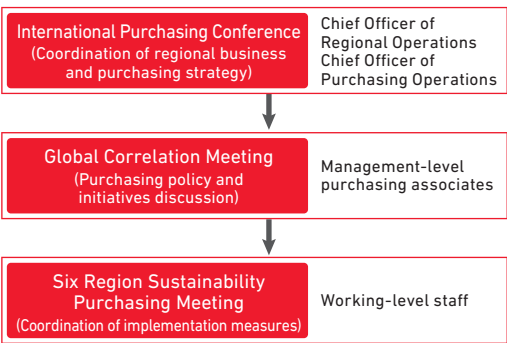 International Purchasing Conference
(Coordination of regional business
and purchasing strategy)
Chief Officer of
Regional Operations
Chief Officer of
Purchasing Operations
Global Correlation Meeting
(Purchasing policy and
initiatives discussion)
Management-level
purchasing associates
Six Region Sustainability
Purchasing Meeting
(Coordination of implementation measures)
Working-level staff